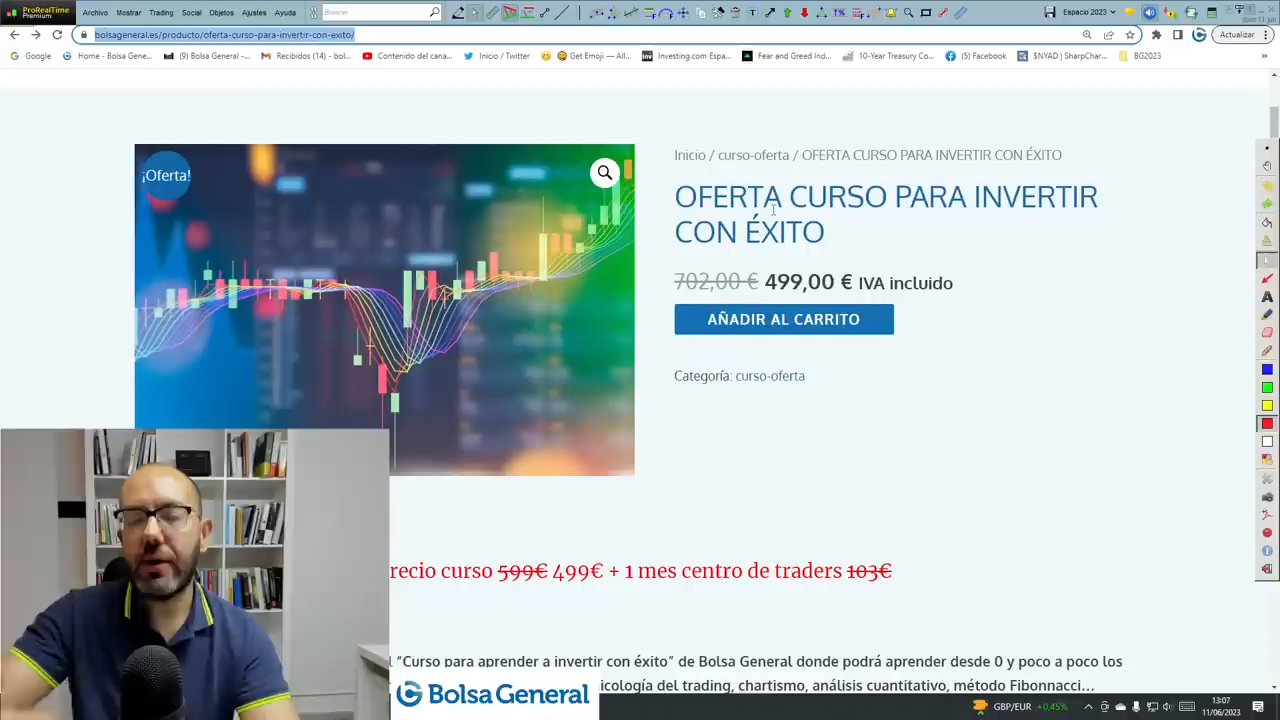 ProRealTime
Premium
Archivo Mostrar Trading Social Objetos Ajustes Ayuda
Buscar
Espacio 2023
dom 11 jun
bolsageneral.es/producto/oferta-curso-para-invertir-con-exito/
Actualizar
Google Home - Bolsa Gene... (9) Bolsa General -... Recibidos (14) - bol... Contenido del cana... Inicio / Twitter Get Emoji — All... Investing.com Espa... Fear and Greed Ind... 10-Year Treasury Co... (5) Facebook $NYAD | SharpChar... BG2023 »
¡Oferta!
Inicio / curso-oferta / OFERTA CURSO PARA INVERTIR CON ÉXITO
OFERTA CURSO PARA INVERTIR
CON ÉXITO
702,00 € 499,00 € IVA incluido
AÑADIR AL CARRITO
Categoría: curso-oferta
recio curso 599€ 499€ + 1 mes centro de traders 103€
“Curso para aprender a invertir con éxito” de Bolsa General donde podrá aprender desde 0 y poco a poco los
icología del trading, chartismo, análisis cuantitativo, método Fibonnacci...
Bolsa General
GBP/EUR +0,45%
13:07
11/06/2023